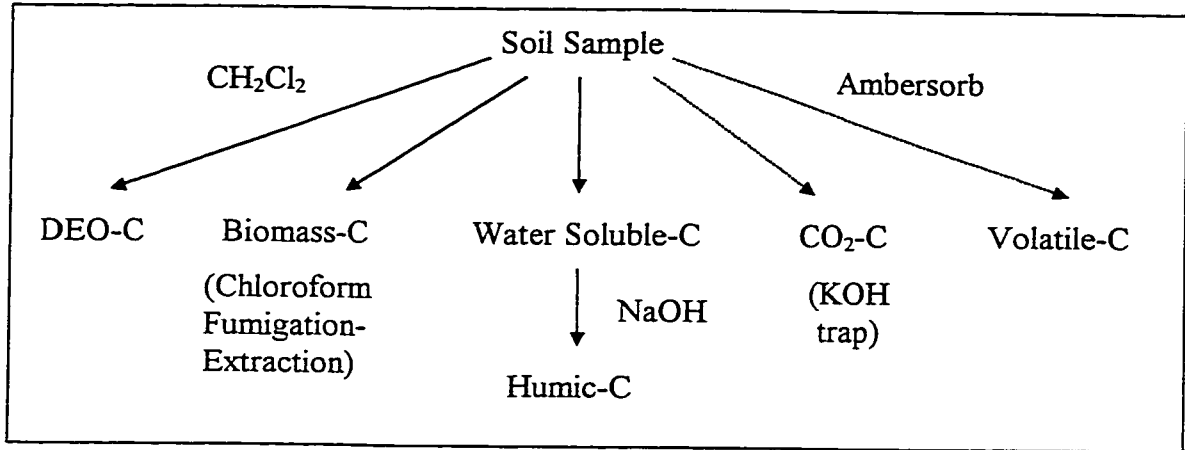 Soil Sample
CH₂Cl₂
Ambersorb
DEO-C
Biomass-C
Water Soluble-C
CO₂-C
Volatile-C
(Chloroform
Fumigation-
Extraction)
NaOH
(KOH
trap)
Humic-C